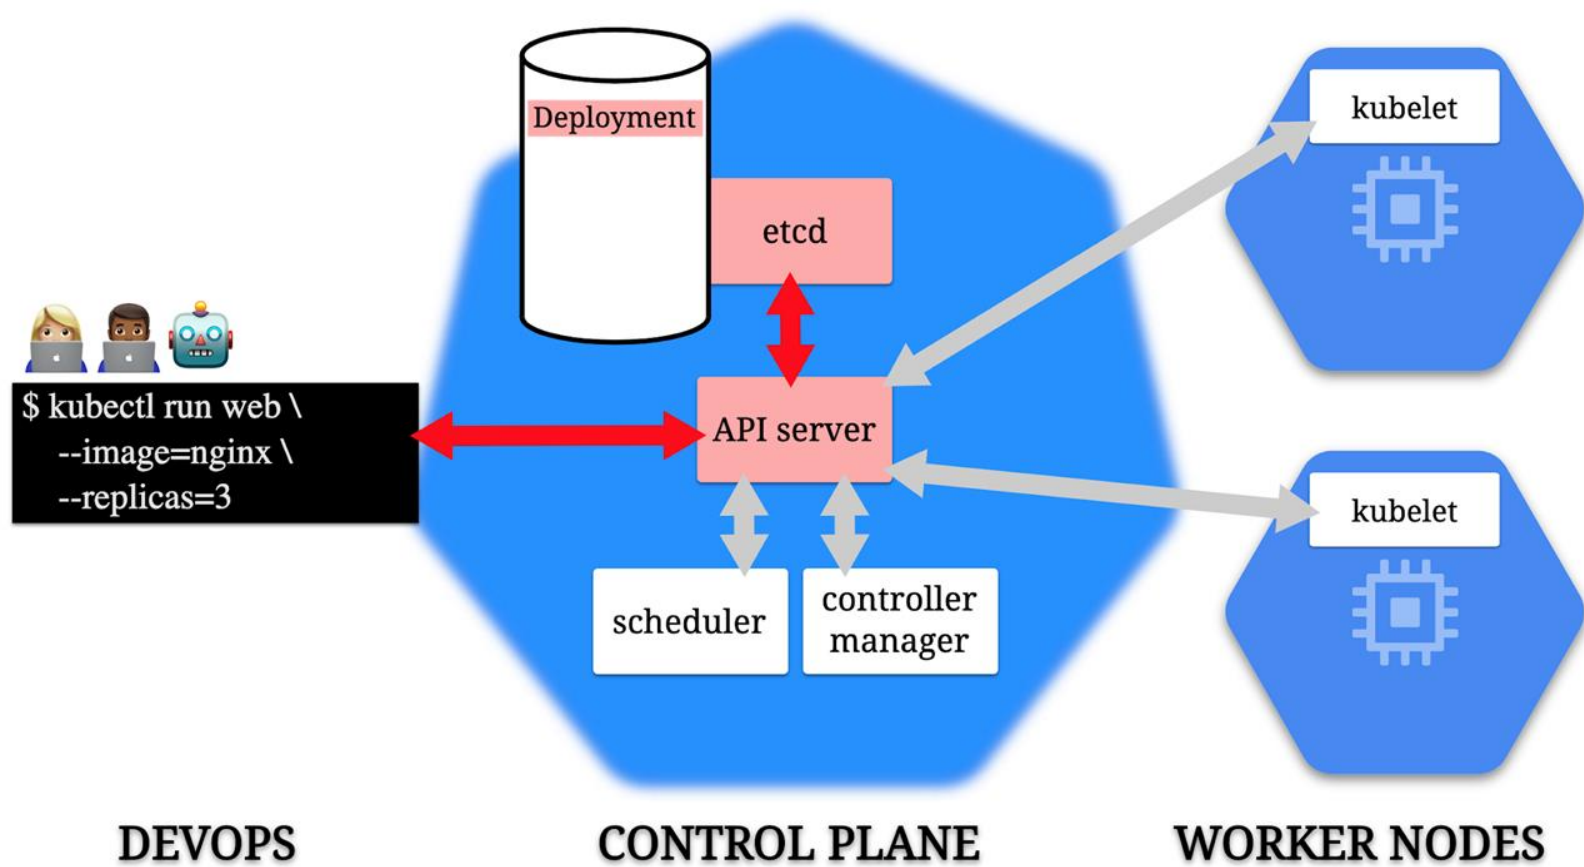 Deployment
etcd
$ kubectl run web \
--image=nginx \
--replicas=3
API server
scheduler
controller
manager
kubelet
kubelet
DEVOPS
CONTROL PLANE
WORKER NODES